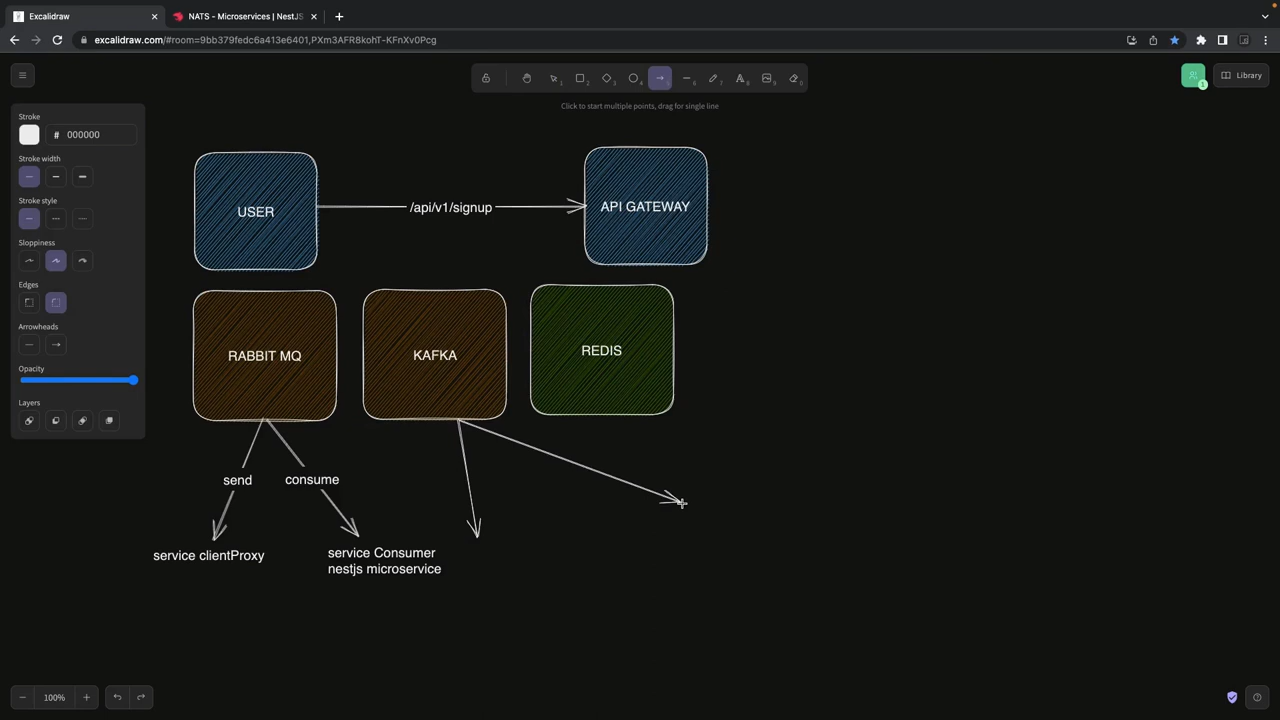 Excalidraw
NATS - Microservices | NestJS
excalidraw.com/#room=9bb379fedc6a413e6401,PXm3AFR8kohT-KFnXv0Pcg
Library
Click to start multiple points, drag for single line
Stroke
# 000000
Stroke width
Stroke style
Sloppiness
Edges
Arrowheads
Opacity
Layers
USER
/api/v1/signup
API GATEWAY
RABBIT MQ
KAFKA
REDIS
send
consume
service clientProxy
service Consumer
nestjs microservice
100%